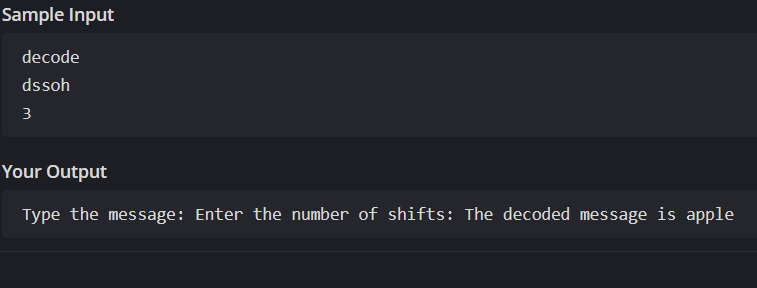 Sample Input
decode
dssoh
3
Your Output
Type the message: Enter the number of shifts: The decoded message is apple